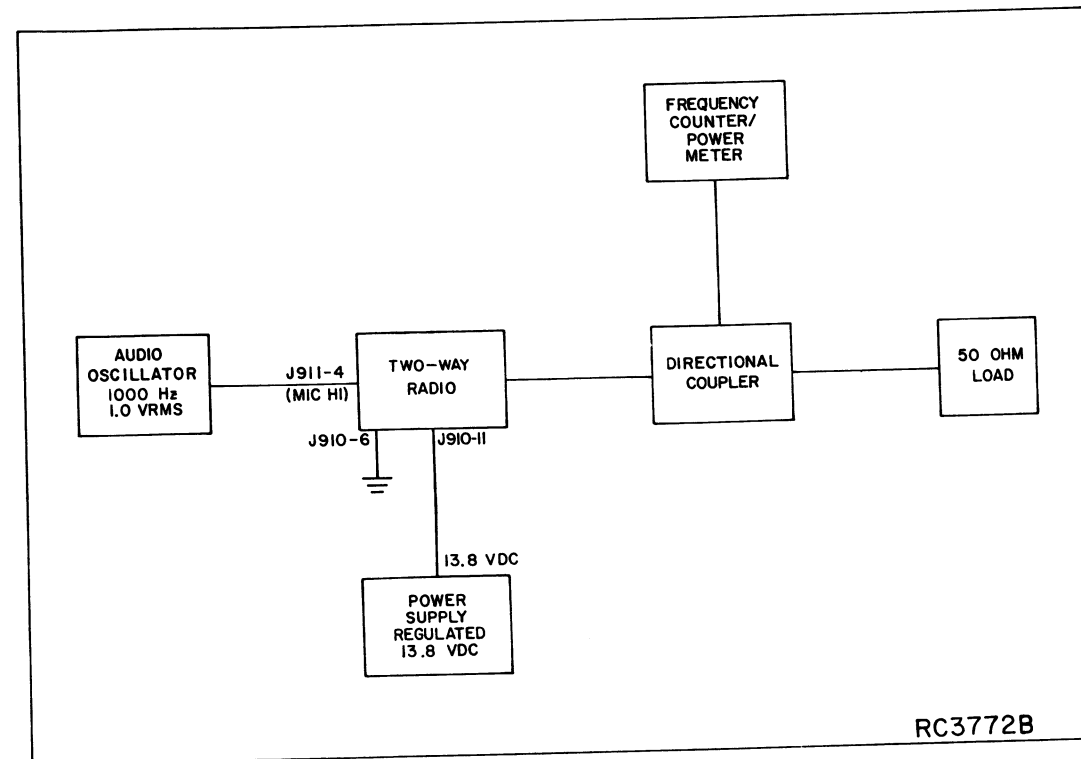 FREQUENCY
COUNTER/
POWER
METER
AUDIO
OSCILLATOR
1000 Hz
1.0 VRMS
J911-4
(MIC HI)
TWO-WAY
RADIO
DIRECTIONAL
COUPLER
50 OHM
LOAD
J910-6
J910-11
13.8 VDC
POWER
SUPPLY
REGULATED
13.8 VDC
RC3772B